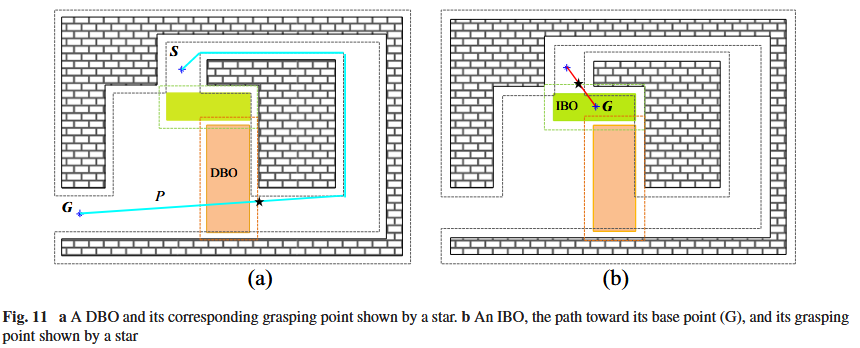 S
DBO
P
G
IBO
G
(a)
(b)
Fig. 11 a A DBO and its corresponding grasping point shown by a star. b An IBO, the path toward its base point (G), and its grasping
point shown by a star